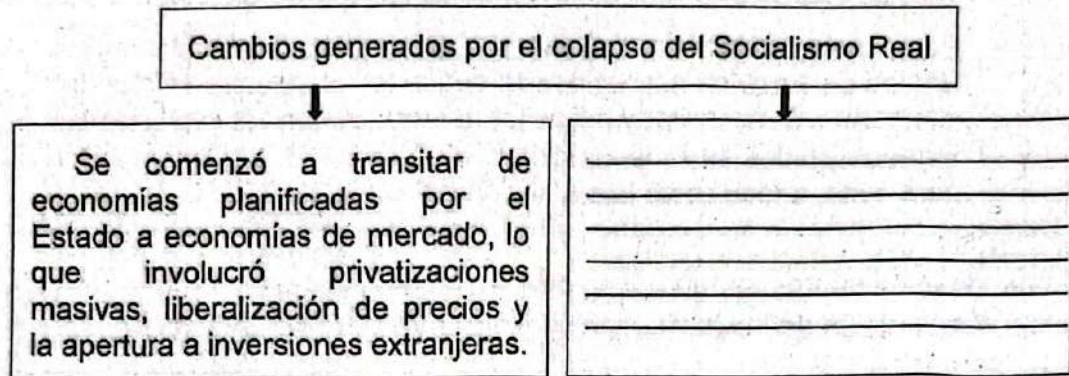 Cambios generados por el colapso del Socialismo Real
Se comenzó a transitar de
economías planificadas por el
Estado a economías de mercado, lo
que involucró privatizaciones
masivas, liberalización de precios y
la apertura a inversiones extranjeras.